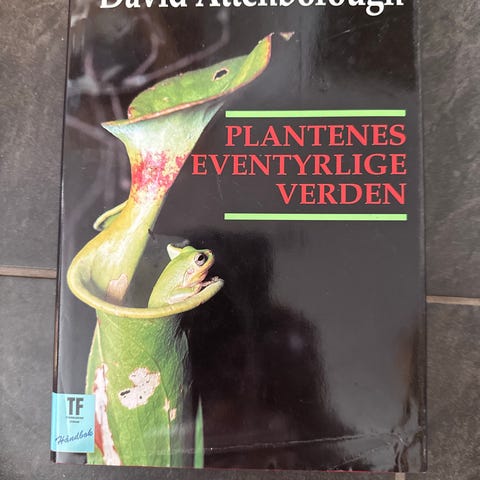 David Attenborough
PLANTENES
EVENTYRLIGE
VERDEN
TF
Håndbok